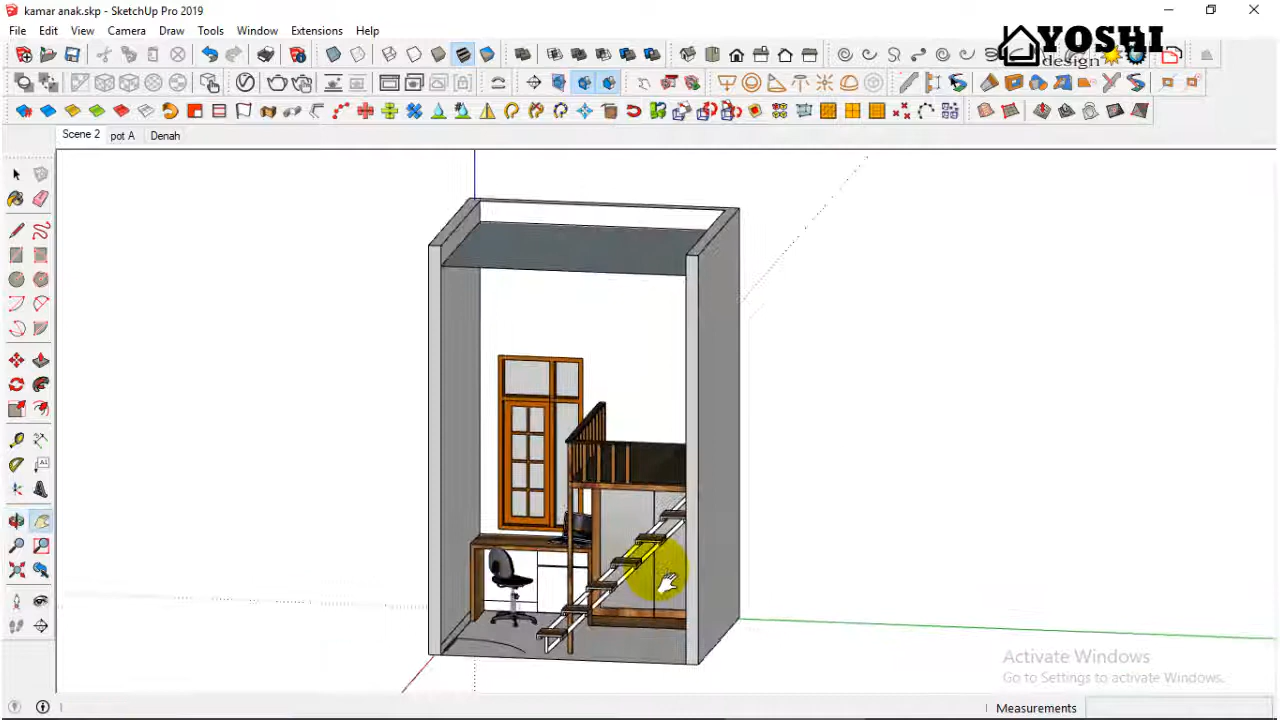 kamar anak.skp - SketchUp Pro 2019
File Edit View Camera Draw Tools Window Extensions Help
YOSHI
design
Scene 2 pot A Denah
A1
Activate Windows
Go to Settings to activate Windows.
Measurements